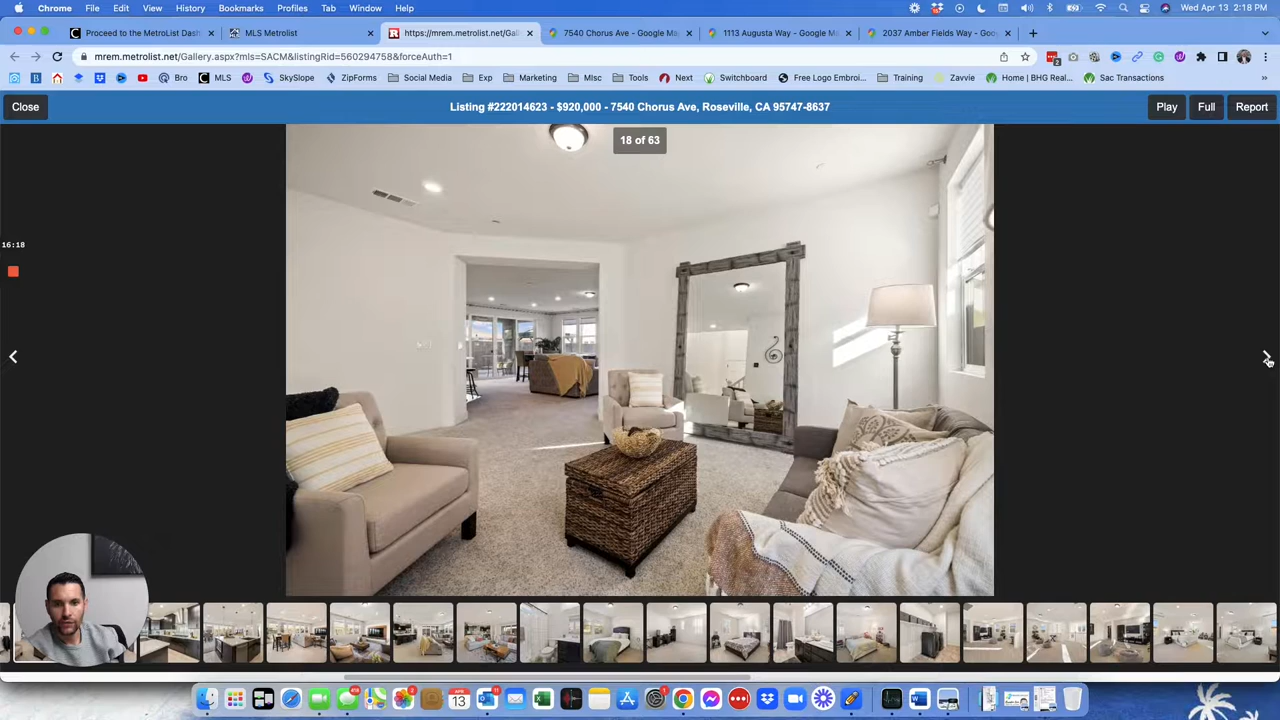 Chrome File Edit View History Bookmarks Profiles Tab Window Help Wed Apr 13 2:18 PM
Proceed to the MetroList Dash MLS Metrolist https://mrem.metrolist.net/Gal 7540 Chorus Ave - Google Ma 1113 Augusta Way - Google M 2037 Amber Fields Way - Goog
mrem.metrolist.net/Gallery.aspx?mls=SACM&listingRid=560294758&forceAuth=1
Bro MLS SkySlope ZipForms Social Media Exp Marketing MIsc Tools Next Switchboard Free Logo Embroi... Training Zavvie Home | BHG Real... Sac Transactions
Close Listing #222014623 - $920,000 - 7540 Chorus Ave, Roseville, CA 95747-8637 Play Full Report
18 of 63
16:18